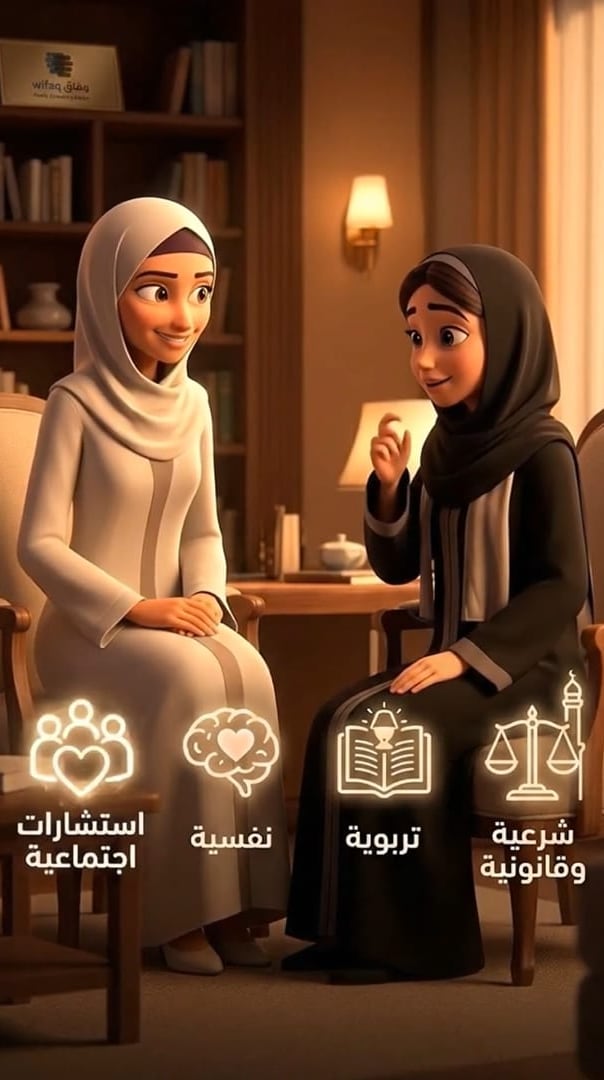 وفاق wifaq
شرعية
وقانونية
تربوية
نفسية
استشارات
اجتماعية